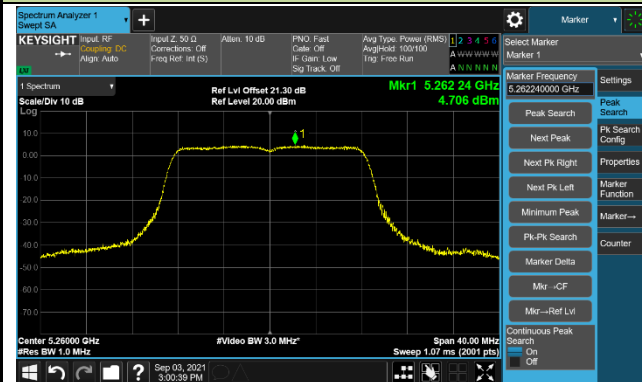 Spectrum Analyzer 1
Swept SA
+
Marker
KEYSIGHT
Input: RF
Coupling: DC
Align: Auto
Input Z: 50 Ω
Corrections: Off
Freq Ref: Int (S)
Atten: 10 dB
PNO: Fast
Gate: Off
IF Gain: Low
Sig Track: Off
Avg Type: Power (RMS)
Avg|Hold: 100/100
Trig: Free Run
1 2 3 4 5 6
A W W W W W
A N N N N N
Select Marker
Marker 1
1 Spectrum
Scale/Div 10 dB
Log
Ref Lvl Offset 21.30 dB
Ref Level 20.00 dBm
Mkr1 5.262 24 GHz
4.706 dBm
1
10.0
0.00
-10.0
-20.0
-30.0
-40.0
-50.0
-60.0
-70.0
Center 5.26000 GHz
#Res BW 1.0 MHz
#Video BW 3.0 MHz*
Span 40.00 MHz
Sweep 1.07 ms (2001 pts)
Marker Frequency
5.262240000 GHz
Peak Search
Next Peak
Next Pk Right
Next Pk Left
Minimum Peak
Pk-Pk Search
Marker Delta
Mkr→CF
Mkr→Ref Lvl
Continuous Peak
Search
On
Off
Settings
Peak
Search
Pk Search
Config
Properties
Marker
Function
Marker→
Counter
?
Sep 03, 2021
3:00:39 PM